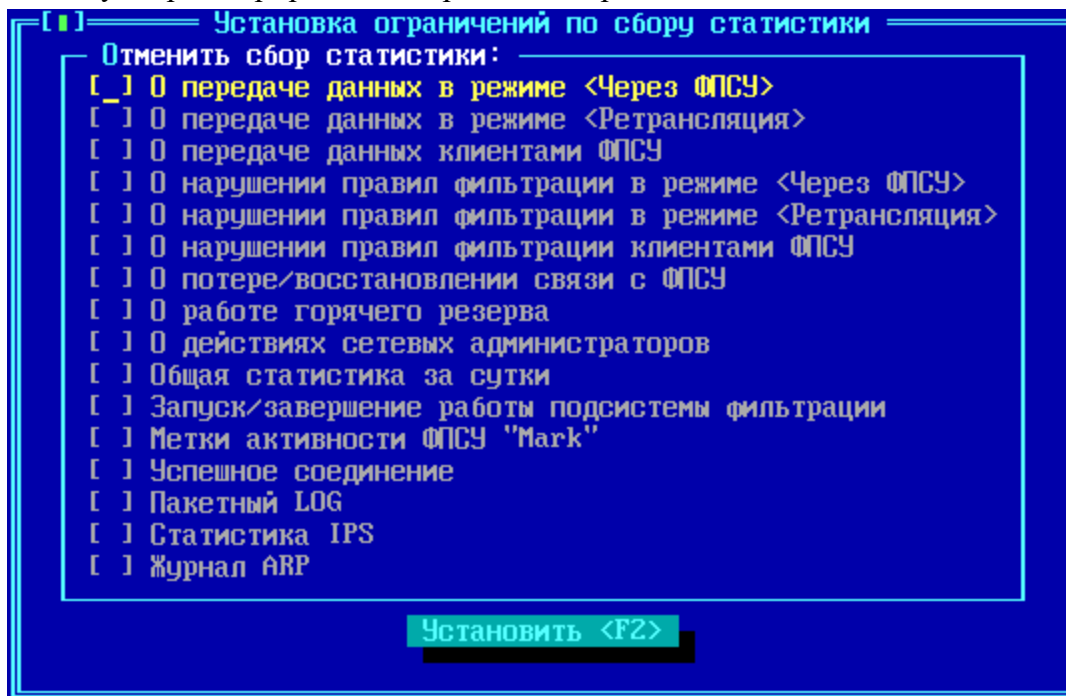 Установка ограничений по сбору статистики
Отменить сбор статистики:
[_] О передаче данных в режиме <Через ФПСУ>
[ ] О передаче данных в режиме <Ретрансляция>
[ ] О передаче данных клиентами ФПСУ
[ ] О нарушении правил фильтрации в режиме <Через ФПСУ>
[ ] О нарушении правил фильтрации в режиме <Ретрансляция>
[ ] О нарушении правил фильтрации клиентами ФПСУ
[ ] О потере/восстановлении связи с ФПСУ
[ ] О работе горячего резерва
[ ] О действиях сетевых администраторов
[ ] Общая статистика за сутки
[ ] Запуск/завершение работы подсистемы фильтрации
[ ] Метки активности ФПСУ "Mark"
[ ] Успешное соединение
[ ] Пакетный LOG
[ ] Статистика IPS
[ ] Журнал ARP
Установить <F2>